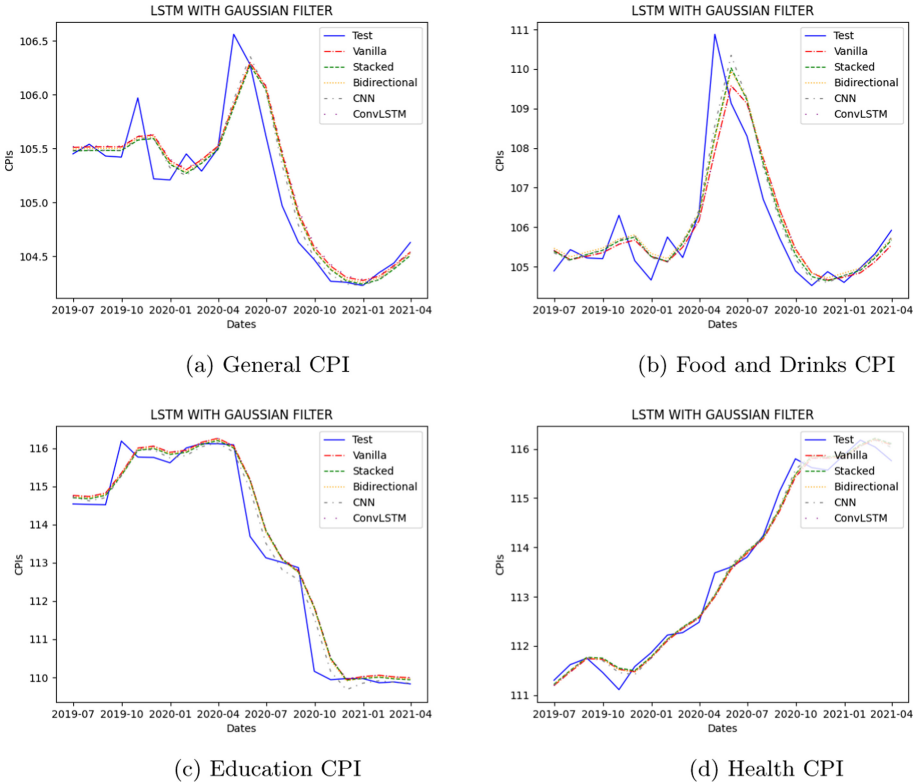 LSTM WITH GAUSSIAN FILTER
106.5
106.0
105.5
105.0
104.5
CPIs
2019-07 2019-10 2020-01 2020-04 2020-07 2020-10 2021-01 2021-04
Dates
Test
Vanilla
Stacked
Bidirectional
CNN
ConvLSTM
(a) General CPI
LSTM WITH GAUSSIAN FILTER
111
110
109
108
107
106
105
CPIs
2019-07 2019-10 2020-01 2020-04 2020-07 2020-10 2021-01 2021-04
Dates
Test
Vanilla
Stacked
Bidirectional
CNN
ConvLSTM
(b) Food and Drinks CPI
LSTM WITH GAUSSIAN FILTER
116
115
114
113
112
111
110
CPIs
2019-07 2019-10 2020-01 2020-04 2020-07 2020-10 2021-01 2021-04
Dates
Test
Vanilla
Stacked
Bidirectional
CNN
ConvLSTM
(c) Education CPI
LSTM WITH GAUSSIAN FILTER
116
115
114
113
112
111
CPIs
2019-07 2019-10 2020-01 2020-04 2020-07 2020-10 2021-01 2021-04
Dates
Test
Vanilla
Stacked
Bidirectional
CNN
ConvLSTM
(d) Health CPI